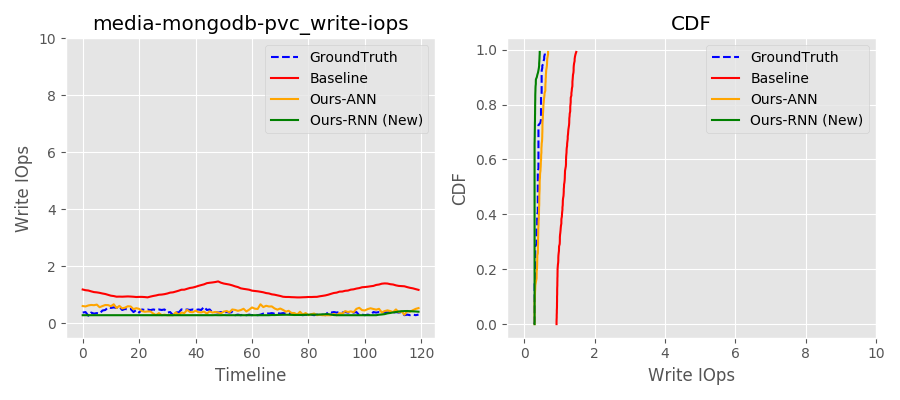 media-mongodb-pvc_write-iops
Write IOps
10
8
6
4
2
0
0 20 40 60 80 100 120
Timeline
GroundTruth
Baseline
Ours-ANN
Ours-RNN (New)
CDF
CDF
1.0
0.8
0.6
0.4
0.2
0.0
0 2 4 6 8 10
Write IOps
GroundTruth
Baseline
Ours-ANN
Ours-RNN (New)